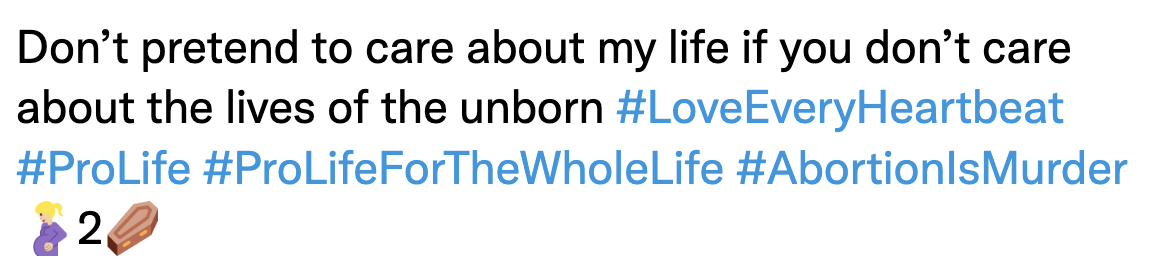 Don’t pretend to care about my life if you don’t care
about the lives of the unborn #LoveEveryHeartbeat
#ProLife #ProLifeForTheWholeLife #AbortionIsMurder
🤰🏼2⚰️